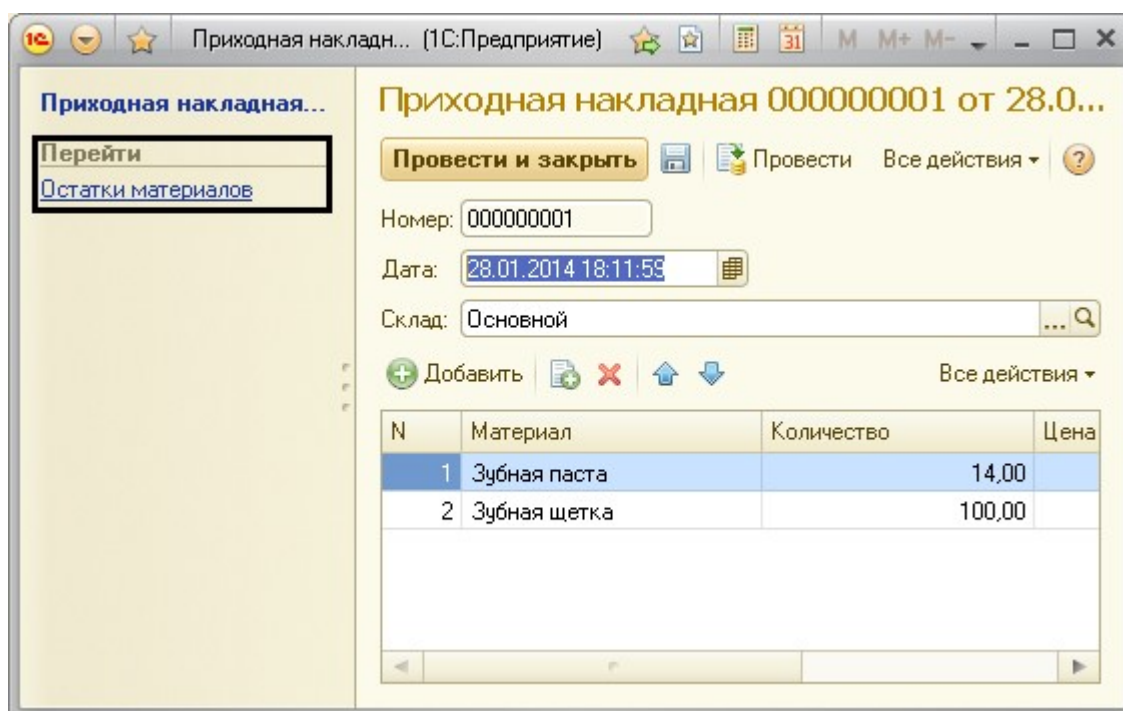 1С Приходная накладн... (1С:Предприятие) 31 M M+ M-
Приходная накладная...
Перейти
Остатки материалов
Приходная накладная 000000001 от 28.0...
Провести и закрыть Провести Все действия ?
Номер: 000000001
Дата: 28.01.2014 18:11:59
Склад: Основной ...
Добавить Все действия
N Материал Количество Цена
1 Зубная паста 14,00
2 Зубная щетка 100,00